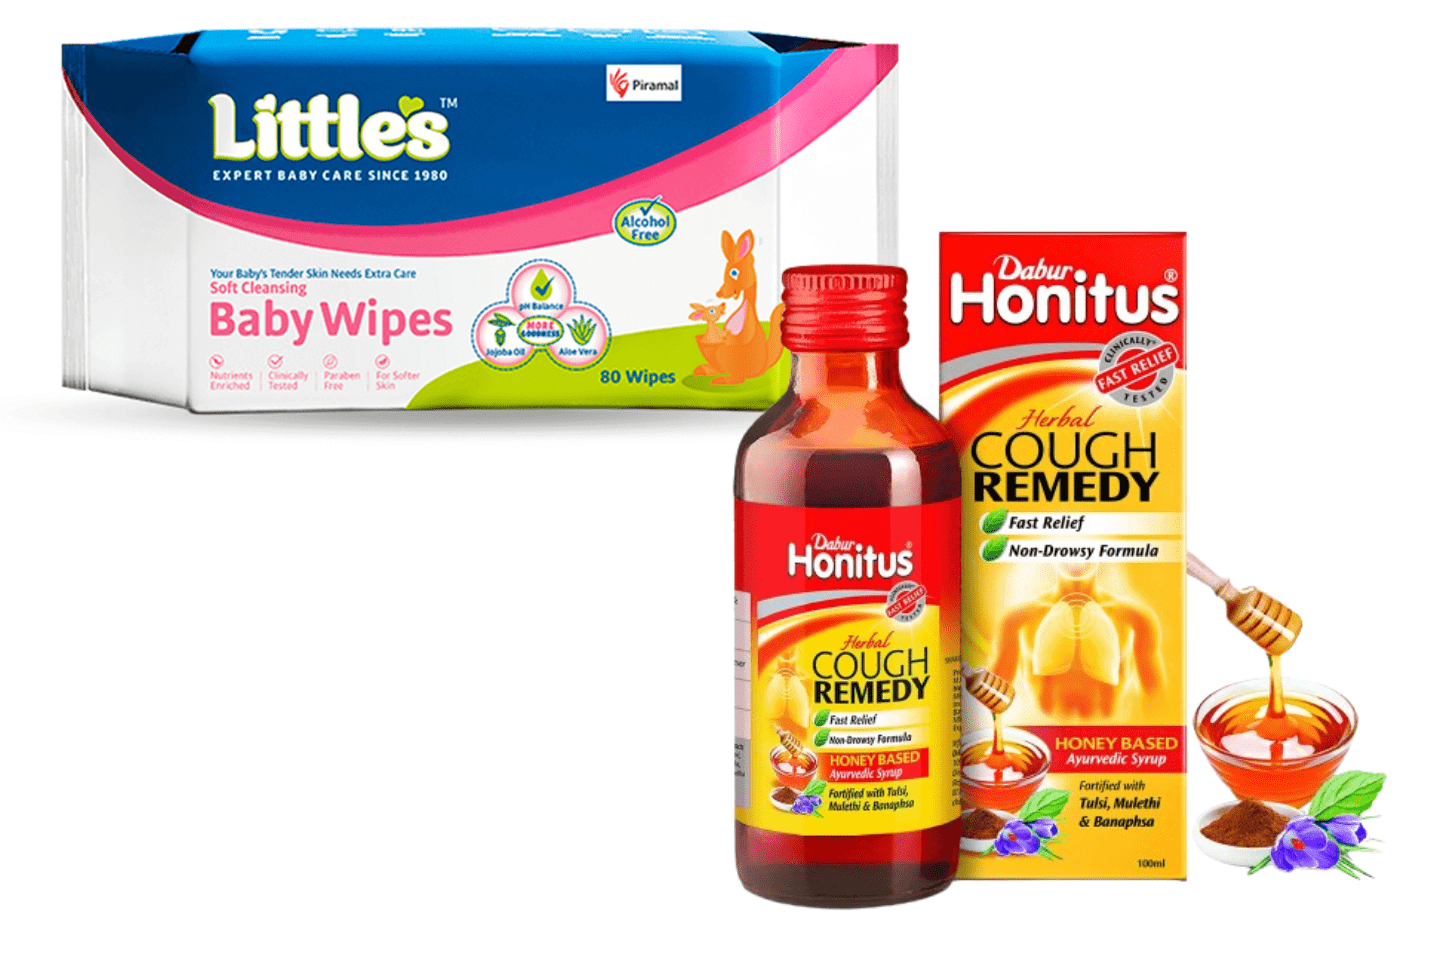 Little's™
EXPERT BABY CARE SINCE 1980
Piramal
Alcohol
Free
Your Baby's Tender Skin Needs Extra Care
Soft Cleansing
Baby Wipes
Nutrients
Enriched
Clinically
Tested
Paraben
Free
For Softer
Skin
pH Balance
MORE
GOODNESS
Jojoba Oil
Aloe Vera
80 Wipes
Dabur
Honitus®
CLINICALLY
FAST RELIEF
TESTED
Herbal
COUGH
REMEDY
Fast Relief
Non-Drowsy Formula
HONEY BASED
Ayurvedic Syrup
Fortified with
Tulsi, Mulethi
& Banaphsa
100ml
Dabur
Honitus®
FAST RELIEF
TESTED
Herbal
COUGH
REMEDY
Fast Relief
Non-Drowsy Formula
HONEY BASED
Ayurvedic Syrup
Fortified with Tulsi,
Mulethi & Banaphsa